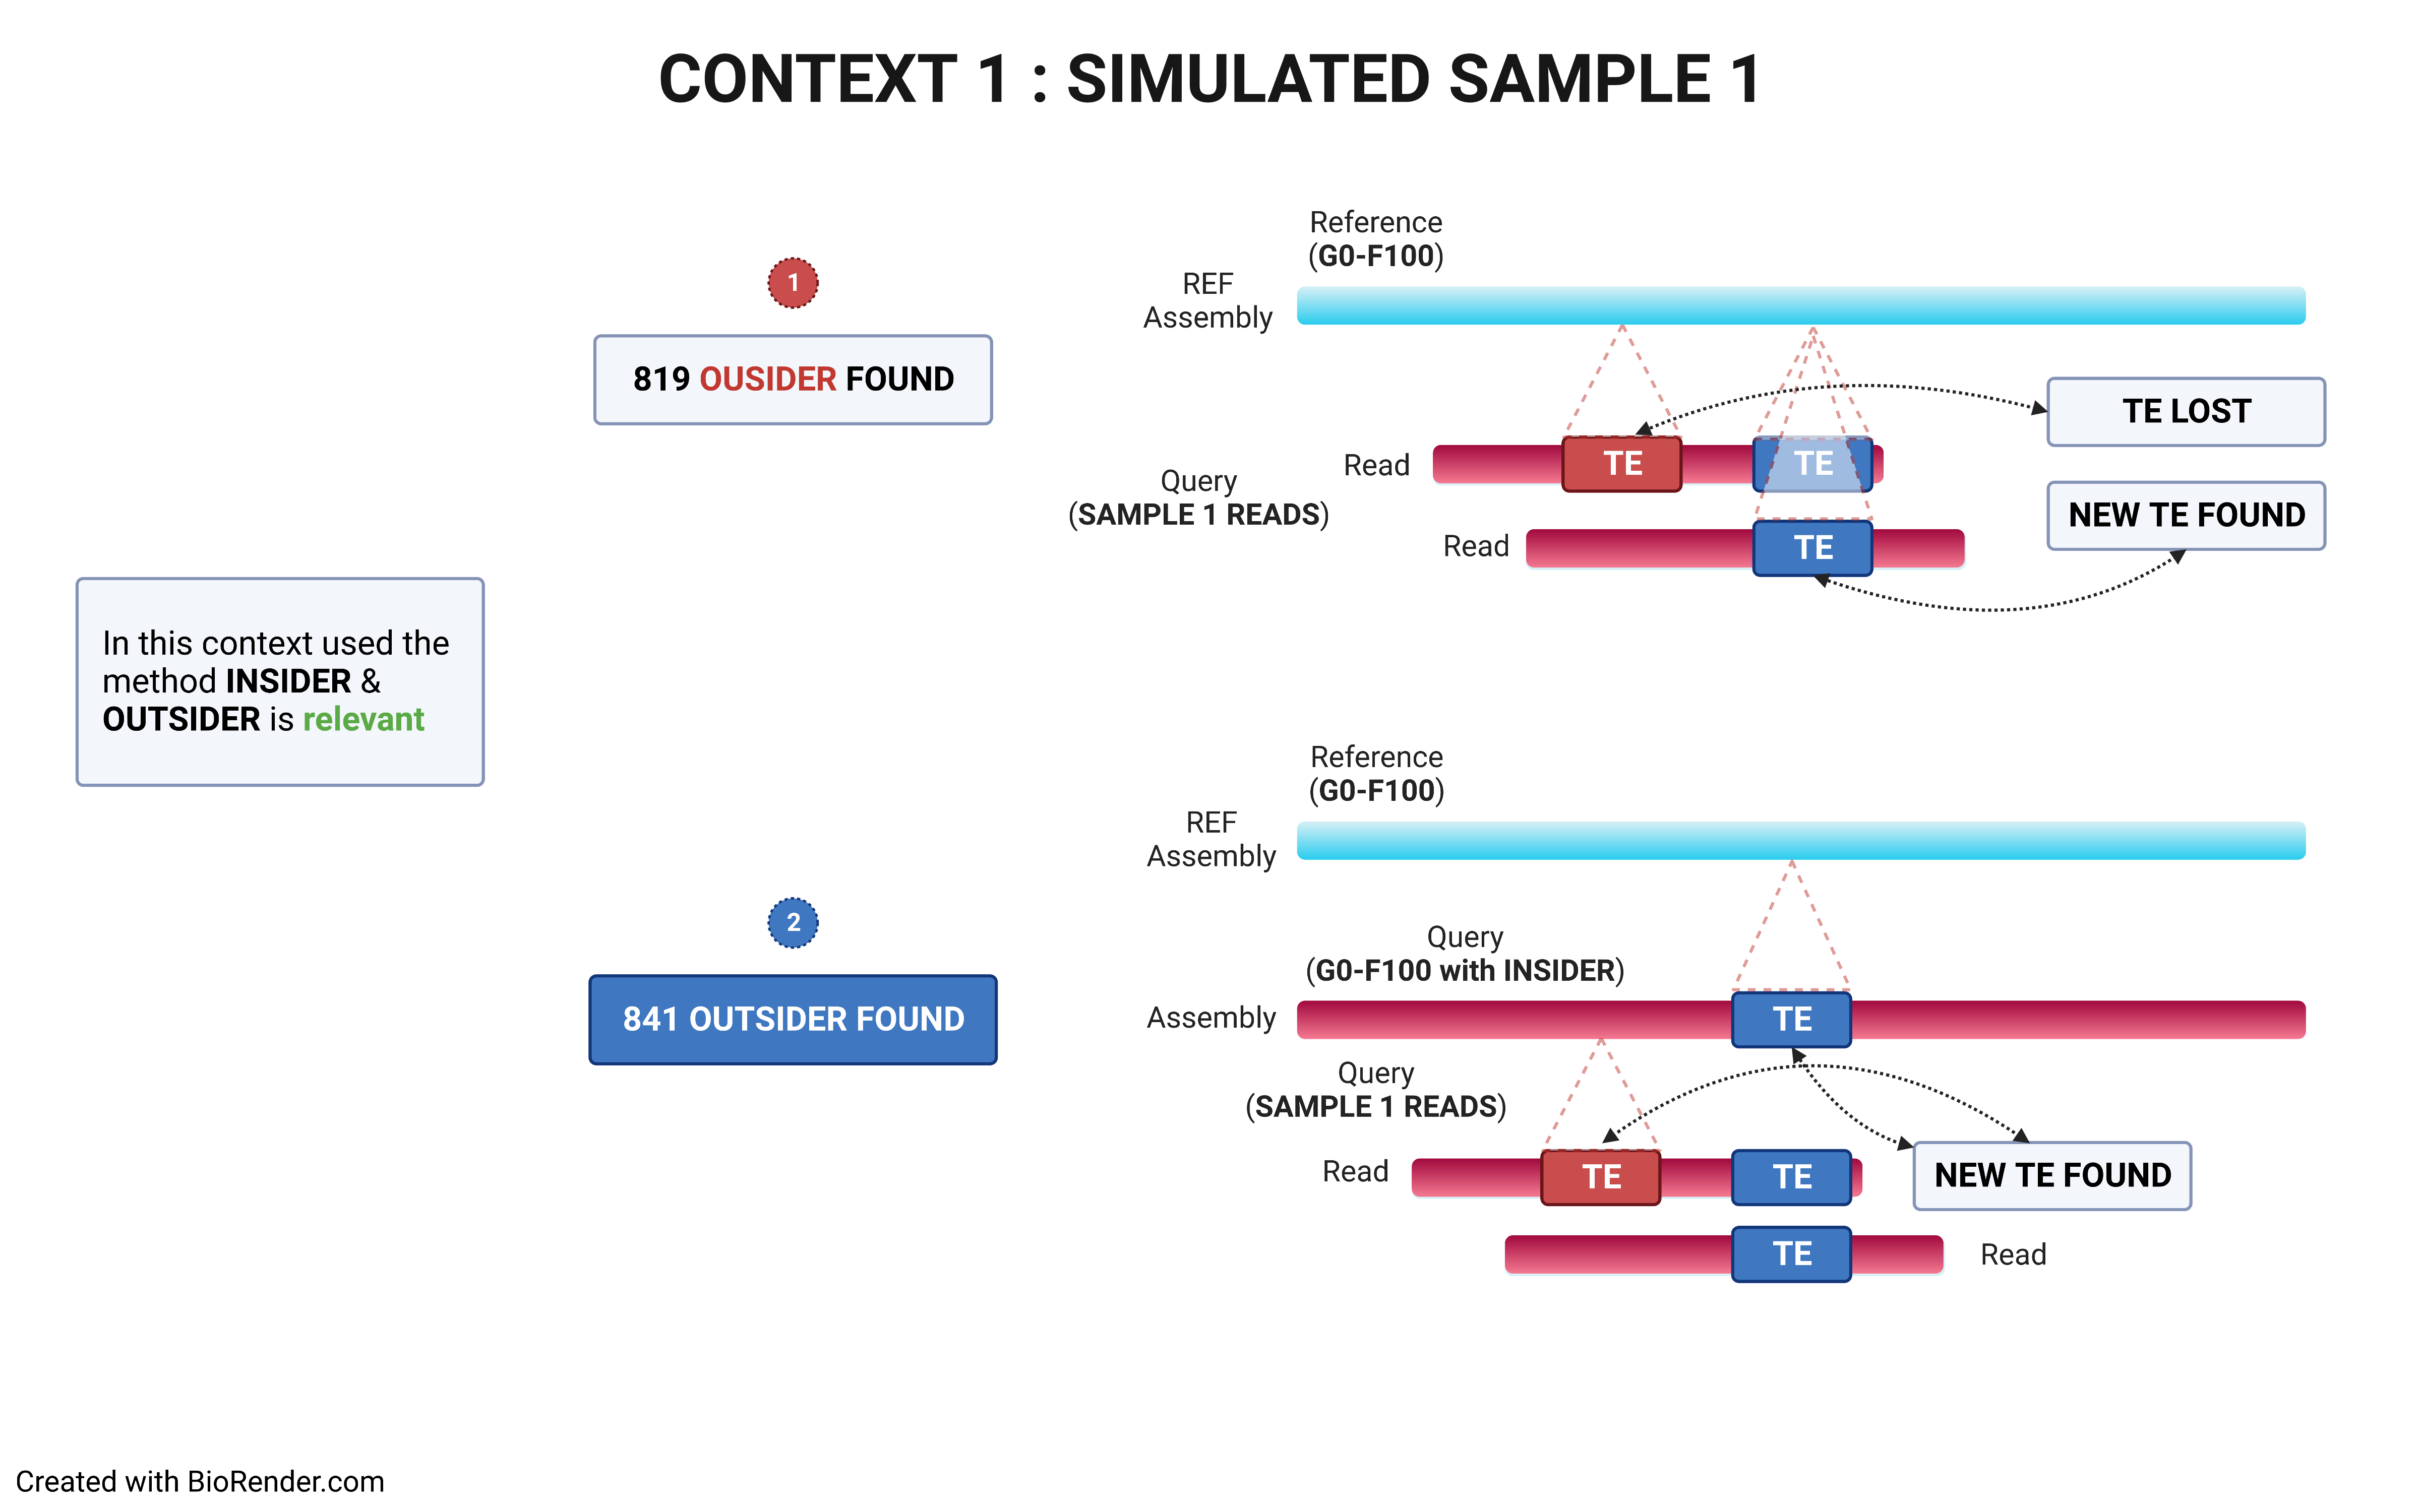 CONTEXT 1 : SIMULATED SAMPLE 1
In this context used the
method INSIDER &
OUTSIDER is relevant
1
819 OUSIDER FOUND
Reference
(G0-F100)
REF
Assembly
TE LOST
Read
TE
TE
Query
(SAMPLE 1 READS)
NEW TE FOUND
Read
TE
2
841 OUTSIDER FOUND
Reference
(G0-F100)
REF
Assembly
Query
(G0-F100 with INSIDER)
Assembly
TE
Query
(SAMPLE 1 READS)
Read
TE
TE
NEW TE FOUND
TE
Read
Created with BioRender.com